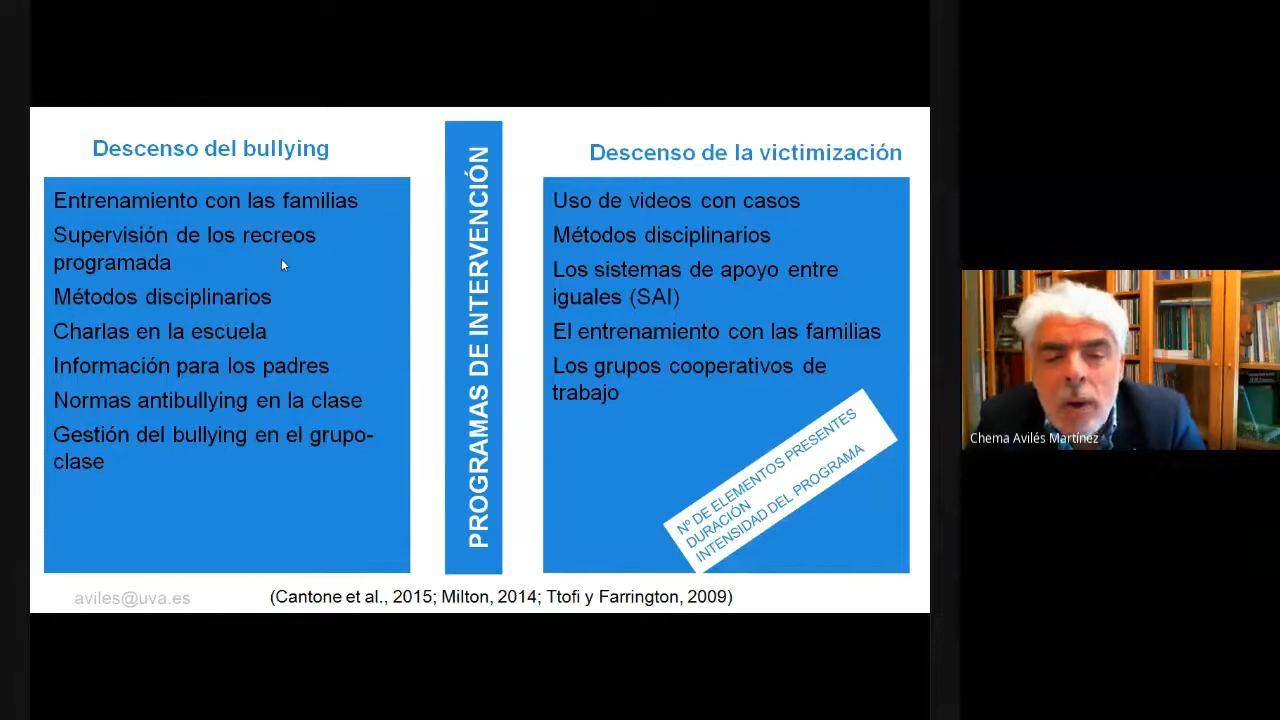 Descenso del bullying
Entrenamiento con las familias
Supervisión de los recreos
programada
Métodos disciplinarios
Charlas en la escuela
Información para los padres
Normas antibullying en la clase
Gestión del bullying en el grupo-
clase
PROGRAMAS DE INTERVENCIÓN
Descenso de la victimización
Uso de videos con casos
Métodos disciplinarios
Los sistemas de apoyo entre
iguales (SAI)
El entrenamiento con las familias
Los grupos cooperativos de
trabajo
Nº DE ELEMENTOS PRESENTES
DURACIÓN
INTENSIDAD DEL PROGRAMA
aviles@uva.es
(Cantone et al., 2015; Milton, 2014; Ttofi y Farrington, 2009)
Chema Avilés Martínez